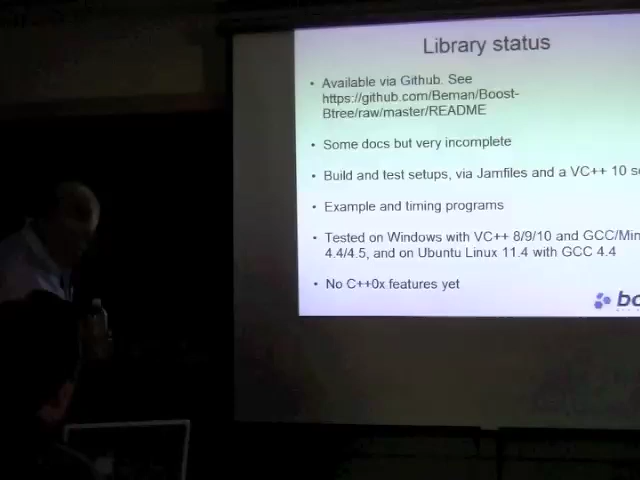 Library status
• Available via Github. See
https://github.com/Beman/Boost-
Btree/raw/master/README
• Some docs but very incomplete
• Build and test setups, via Jamfiles and a VC++ 10
• Example and timing programs
• Tested on Windows with VC++ 8/9/10 and GCC/Min
4.4/4.5, and on Ubuntu Linux 11.4 with GCC 4.4
• No C++0x features yet
bo